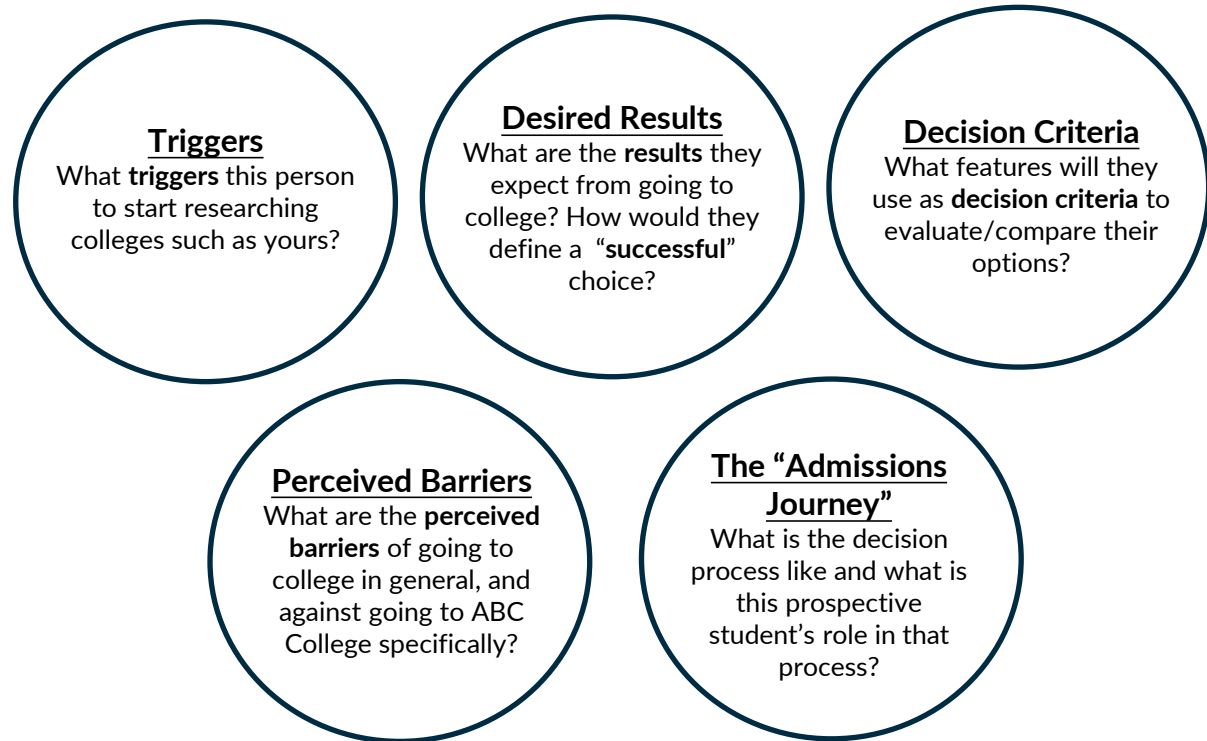 Triggers
What triggers this person
to start researching
colleges such as yours?
Desired Results
What are the results they
expect from going to
college? How would they
define a “successful”
choice?
Decision Criteria
What features will they
use as decision criteria to
evaluate/compare their
options?
Perceived Barriers
What are the perceived
barriers of going to
college in general, and
against going to ABC
College specifically?
The “Admissions
Journey”
What is the decision
process like and what is
this prospective
student’s role in that
process?